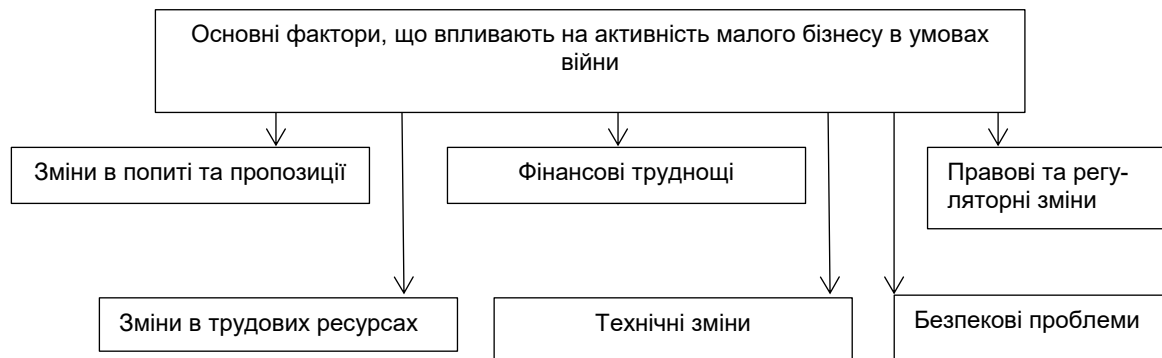 Основні фактори, що впливають на активність малого бізнесу в умовах
війни
Зміни в попиті та пропозиції
Фінансові труднощі
Правові та регу-
ляторні зміни
Зміни в трудових ресурсах
Технічні зміни
Безпекові проблеми